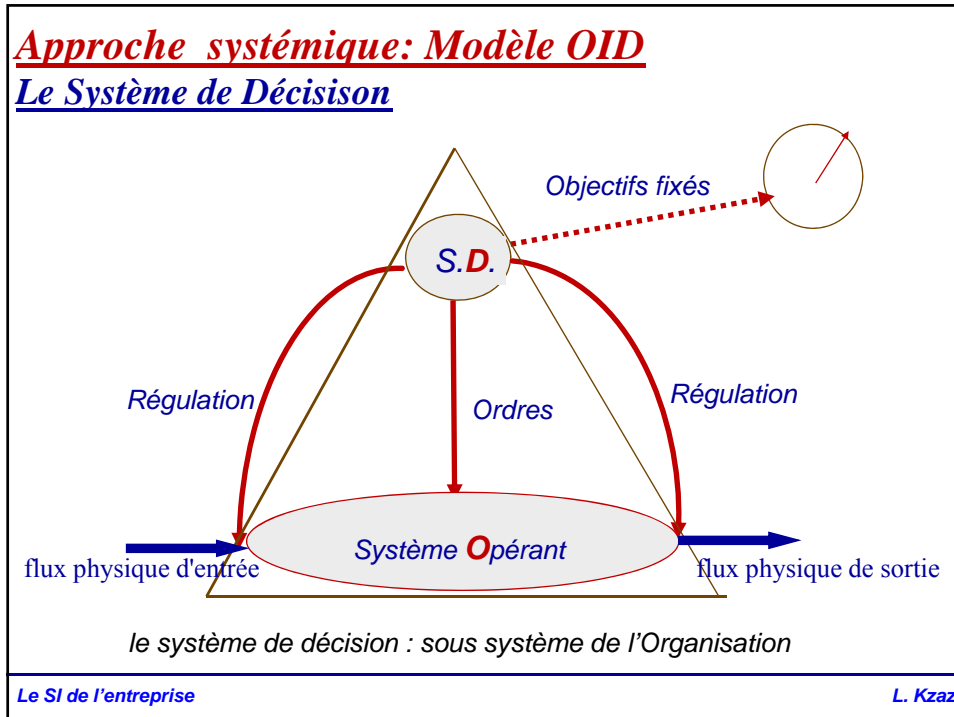 Approche systémique: Modèle OID
Le Système de Décisison
Objectifs fixés
S.D.
Régulation
Ordres
Régulation
Système Opérant
flux physique d'entrée
flux physique de sortie
le système de décision : sous système de l’Organisation
Le SI de l’entreprise
L. Kzaz